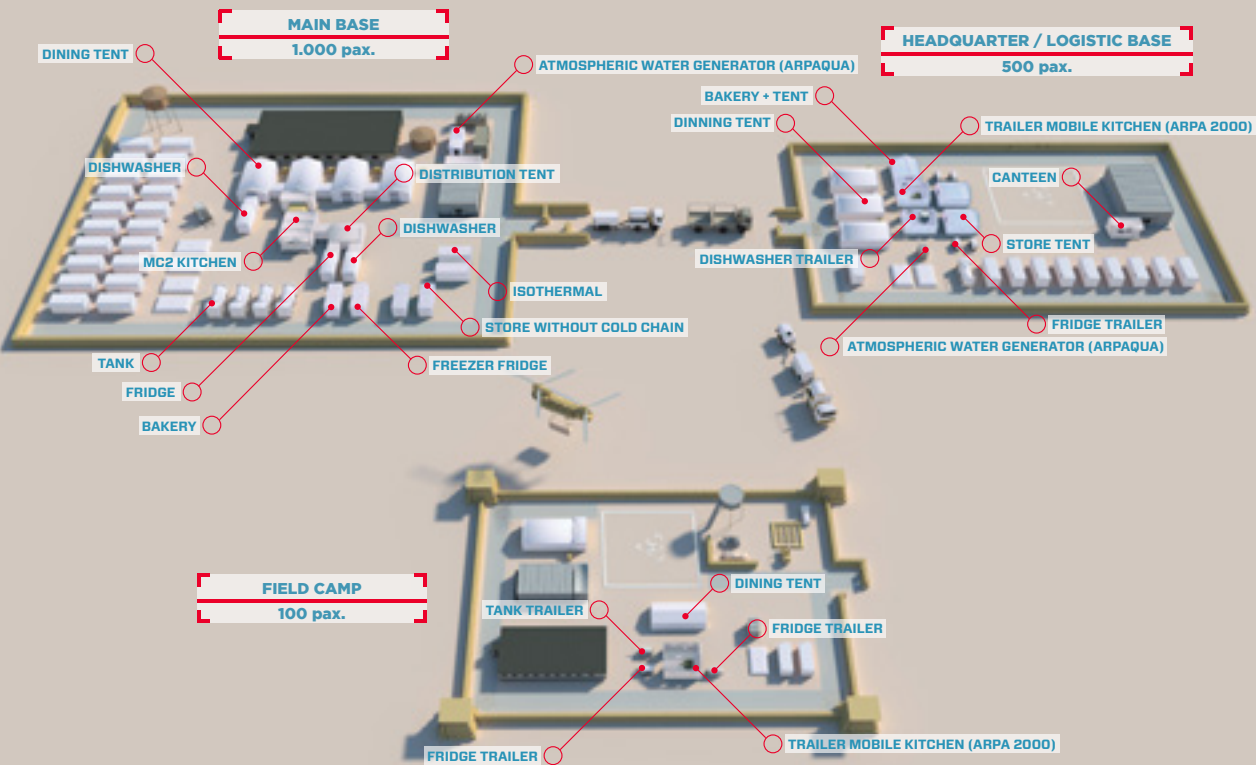 MAIN BASE
1.000 pax.
DINING TENT
ATMOSPHERIC WATER GENERATOR (ARPAQUA)
DISHWASHER
DISTRIBUTION TENT
DISHWASHER
MC2 KITCHEN
ISOTHERMAL
STORE WITHOUT COLD CHAIN
TANK
FREEZER FRIDGE
FRIDGE
BAKERY
HEADQUARTER / LOGISTIC BASE
500 pax.
BAKERY + TENT
DINNING TENT
TRAILER MOBILE KITCHEN (ARPA 2000)
CANTEEN
STORE TENT
DISHWASHER TRAILER
FRIDGE TRAILER
ATMOSPHERIC WATER GENERATOR (ARPAQUA)
FIELD CAMP
100 pax.
DINING TENT
TANK TRAILER
FRIDGE TRAILER
TRAILER MOBILE KITCHEN (ARPA 2000)
FRIDGE TRAILER